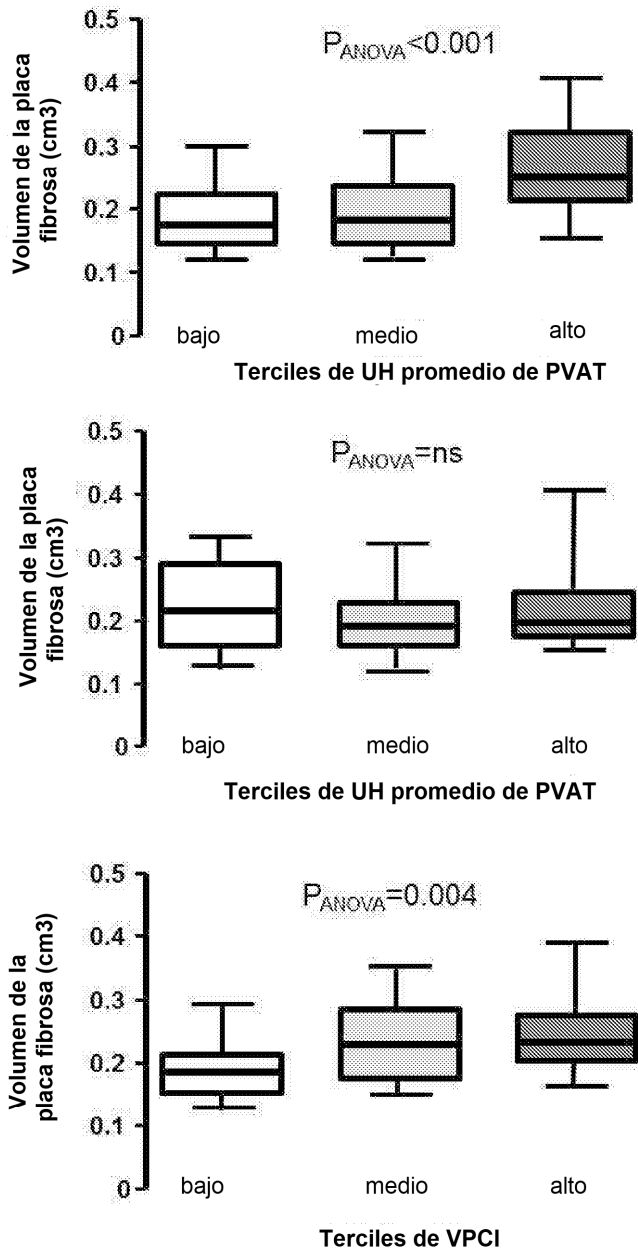 Volumen de la placa
fibrosa (cm3)
0.5
0.4
0.3
0.2
0.1
0
PANOVA<0.001
bajo medio alto
Terciles de UH promedio de PVAT
Volumen de la placa
fibrosa (cm3)
0.5
0.4
0.3
0.2
0.1
0
PANOVA=ns
bajo medio alto
Terciles de UH promedio de PVAT
Volumen de la
placa fibrosa (cm3)
0.5
0.4
0.3
0.2
0.1
0
PANOVA=0.004
bajo medio alto
Terciles de VPCI